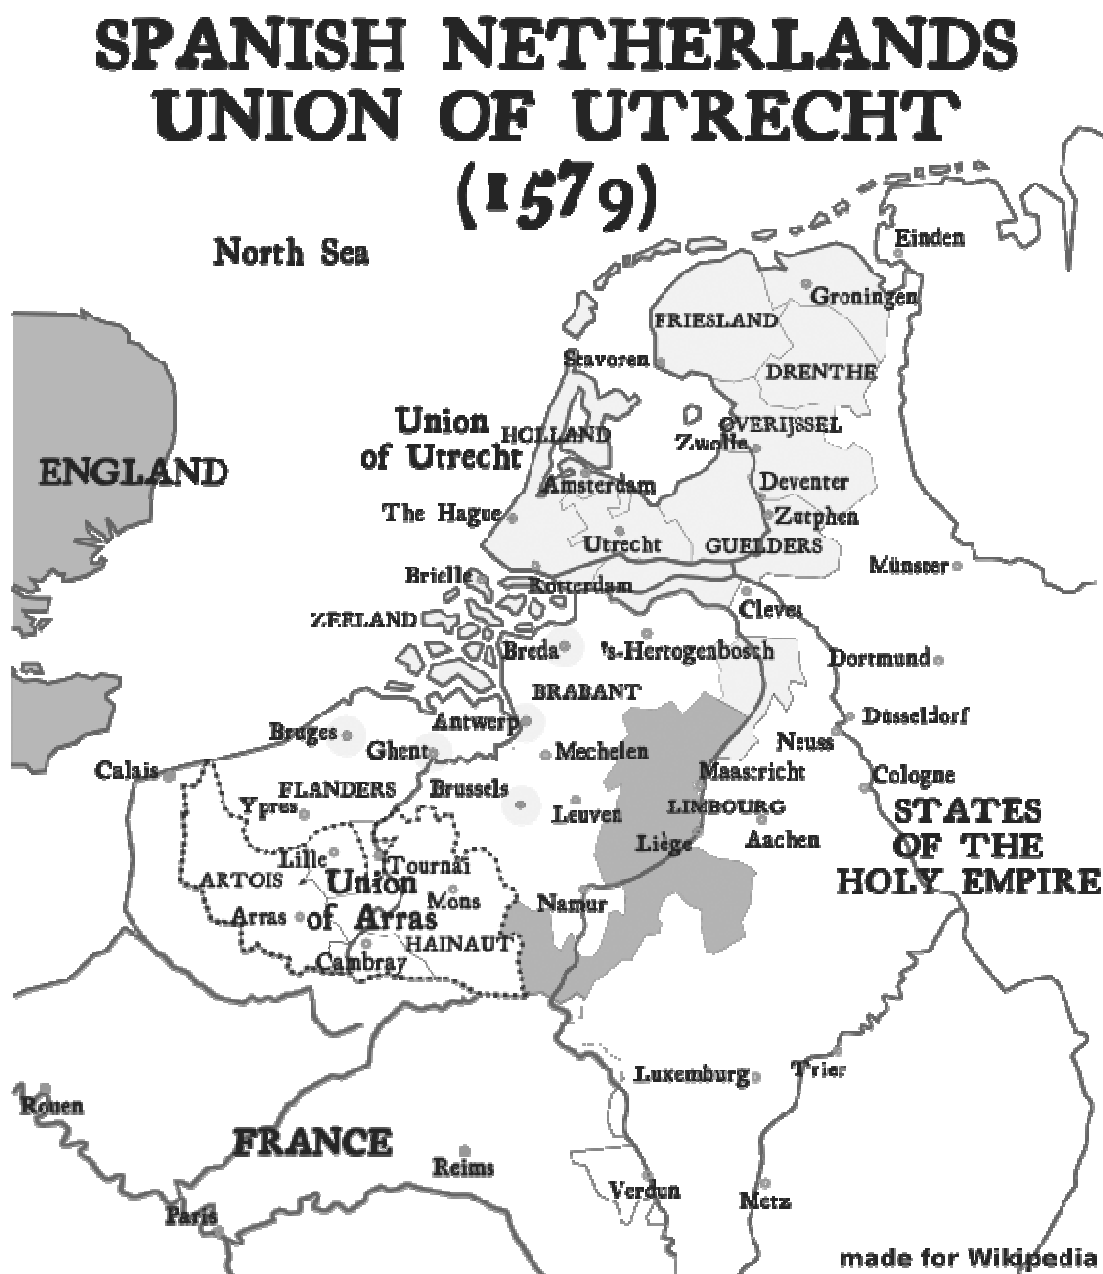 SPANISH NETHERLANDS
UNION OF UTRECHT
(1579)
North Sea
Einden
Groningen
FRIESLAND
Stavoren
DRENTHE
Union
of Utrecht
HOLLAND
OVERIJSSEL
Zwolle
ENGLAND
Amsterdam
Deventer
The Hague
Zutphen
Utrecht
GUELDERS
Münster
Brielle
Rotterdam
Cleves
ZEELAND
Breda
's-Hertogenbosch
Dortmund
BRABANT
Antwerp
Düsseldorf
Bruges
Neuss
Ghent
Mechelen
Calais
Maastricht
Cologne
FLANDERS
Brussels
Ypres
Leuven
LIMBOURG
STATES
OF THE
HOLY EMPIRE
Aachen
Liège
Lille
Tournai
ARTOIS
Union
of Arras
Mons
Namur
Arras
HAINAUT
Cambray
Luxemburg
Trier
Rouen
FRANCE
Reims
Verdun
Metz
Paris
made for Wikipedia